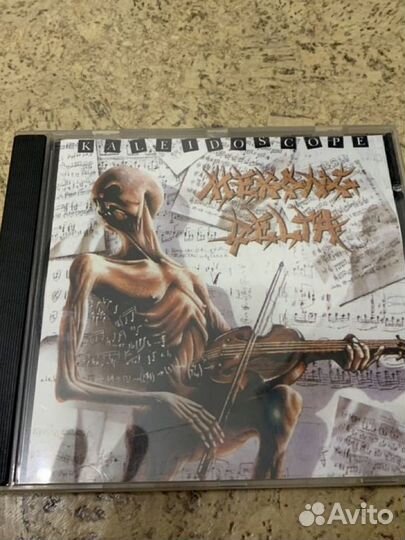 KALEIDOSCOPE
MEKONG
DELTA
Avito